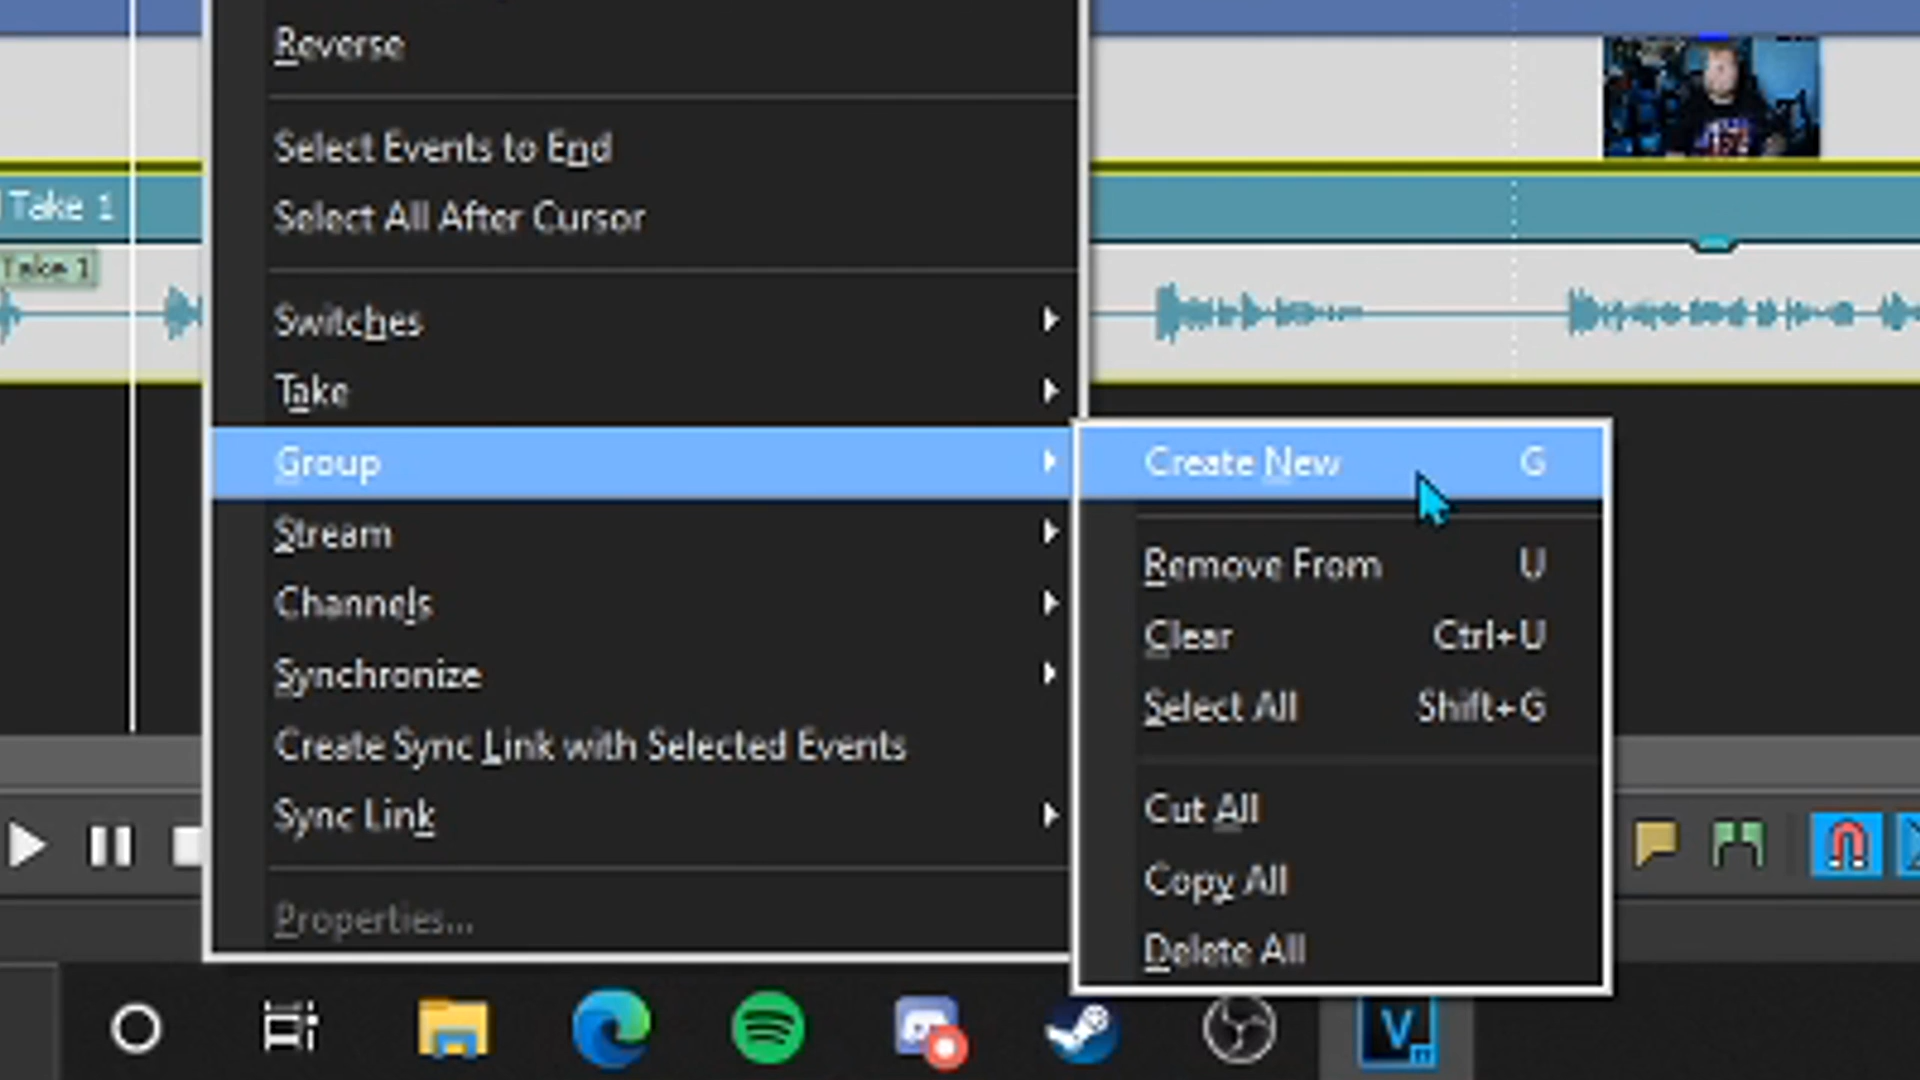 Reverse
Select Events to End
Select All After Cursor
Take 1
Take 1
Switches
Take
Group
Create New G
Stream
Remove From U
Channels
Clear Ctrl+U
Synchronize
Select All Shift+G
Create Sync Link with Selected Events
Sync Link
Cut All
Copy All
Properties...
Delete All
V